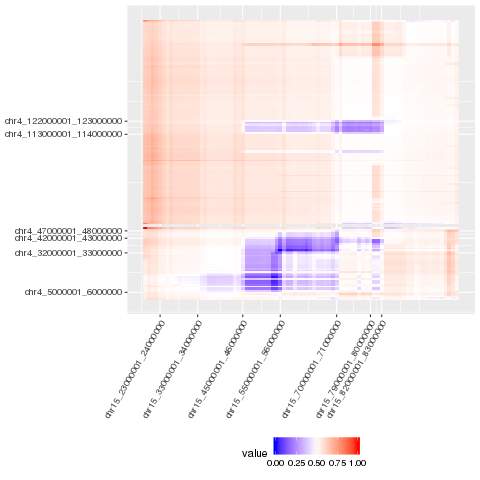 chr4_122000001_123000000
chr4_113000001_114000000
chr4_47000001_48000000
chr4_42000001_43000000
chr4_32000001_33000000
chr4_5000001_6000000
chr15_23000001_24000000
chr15_33000001_34000000
chr15_45000001_46000000
chr15_55000001_56000000
chr15_70000001_71000000
chr15_79000001_80000000
chr15_82000001_83000000
value
0.00 0.25 0.50 0.75 1.00